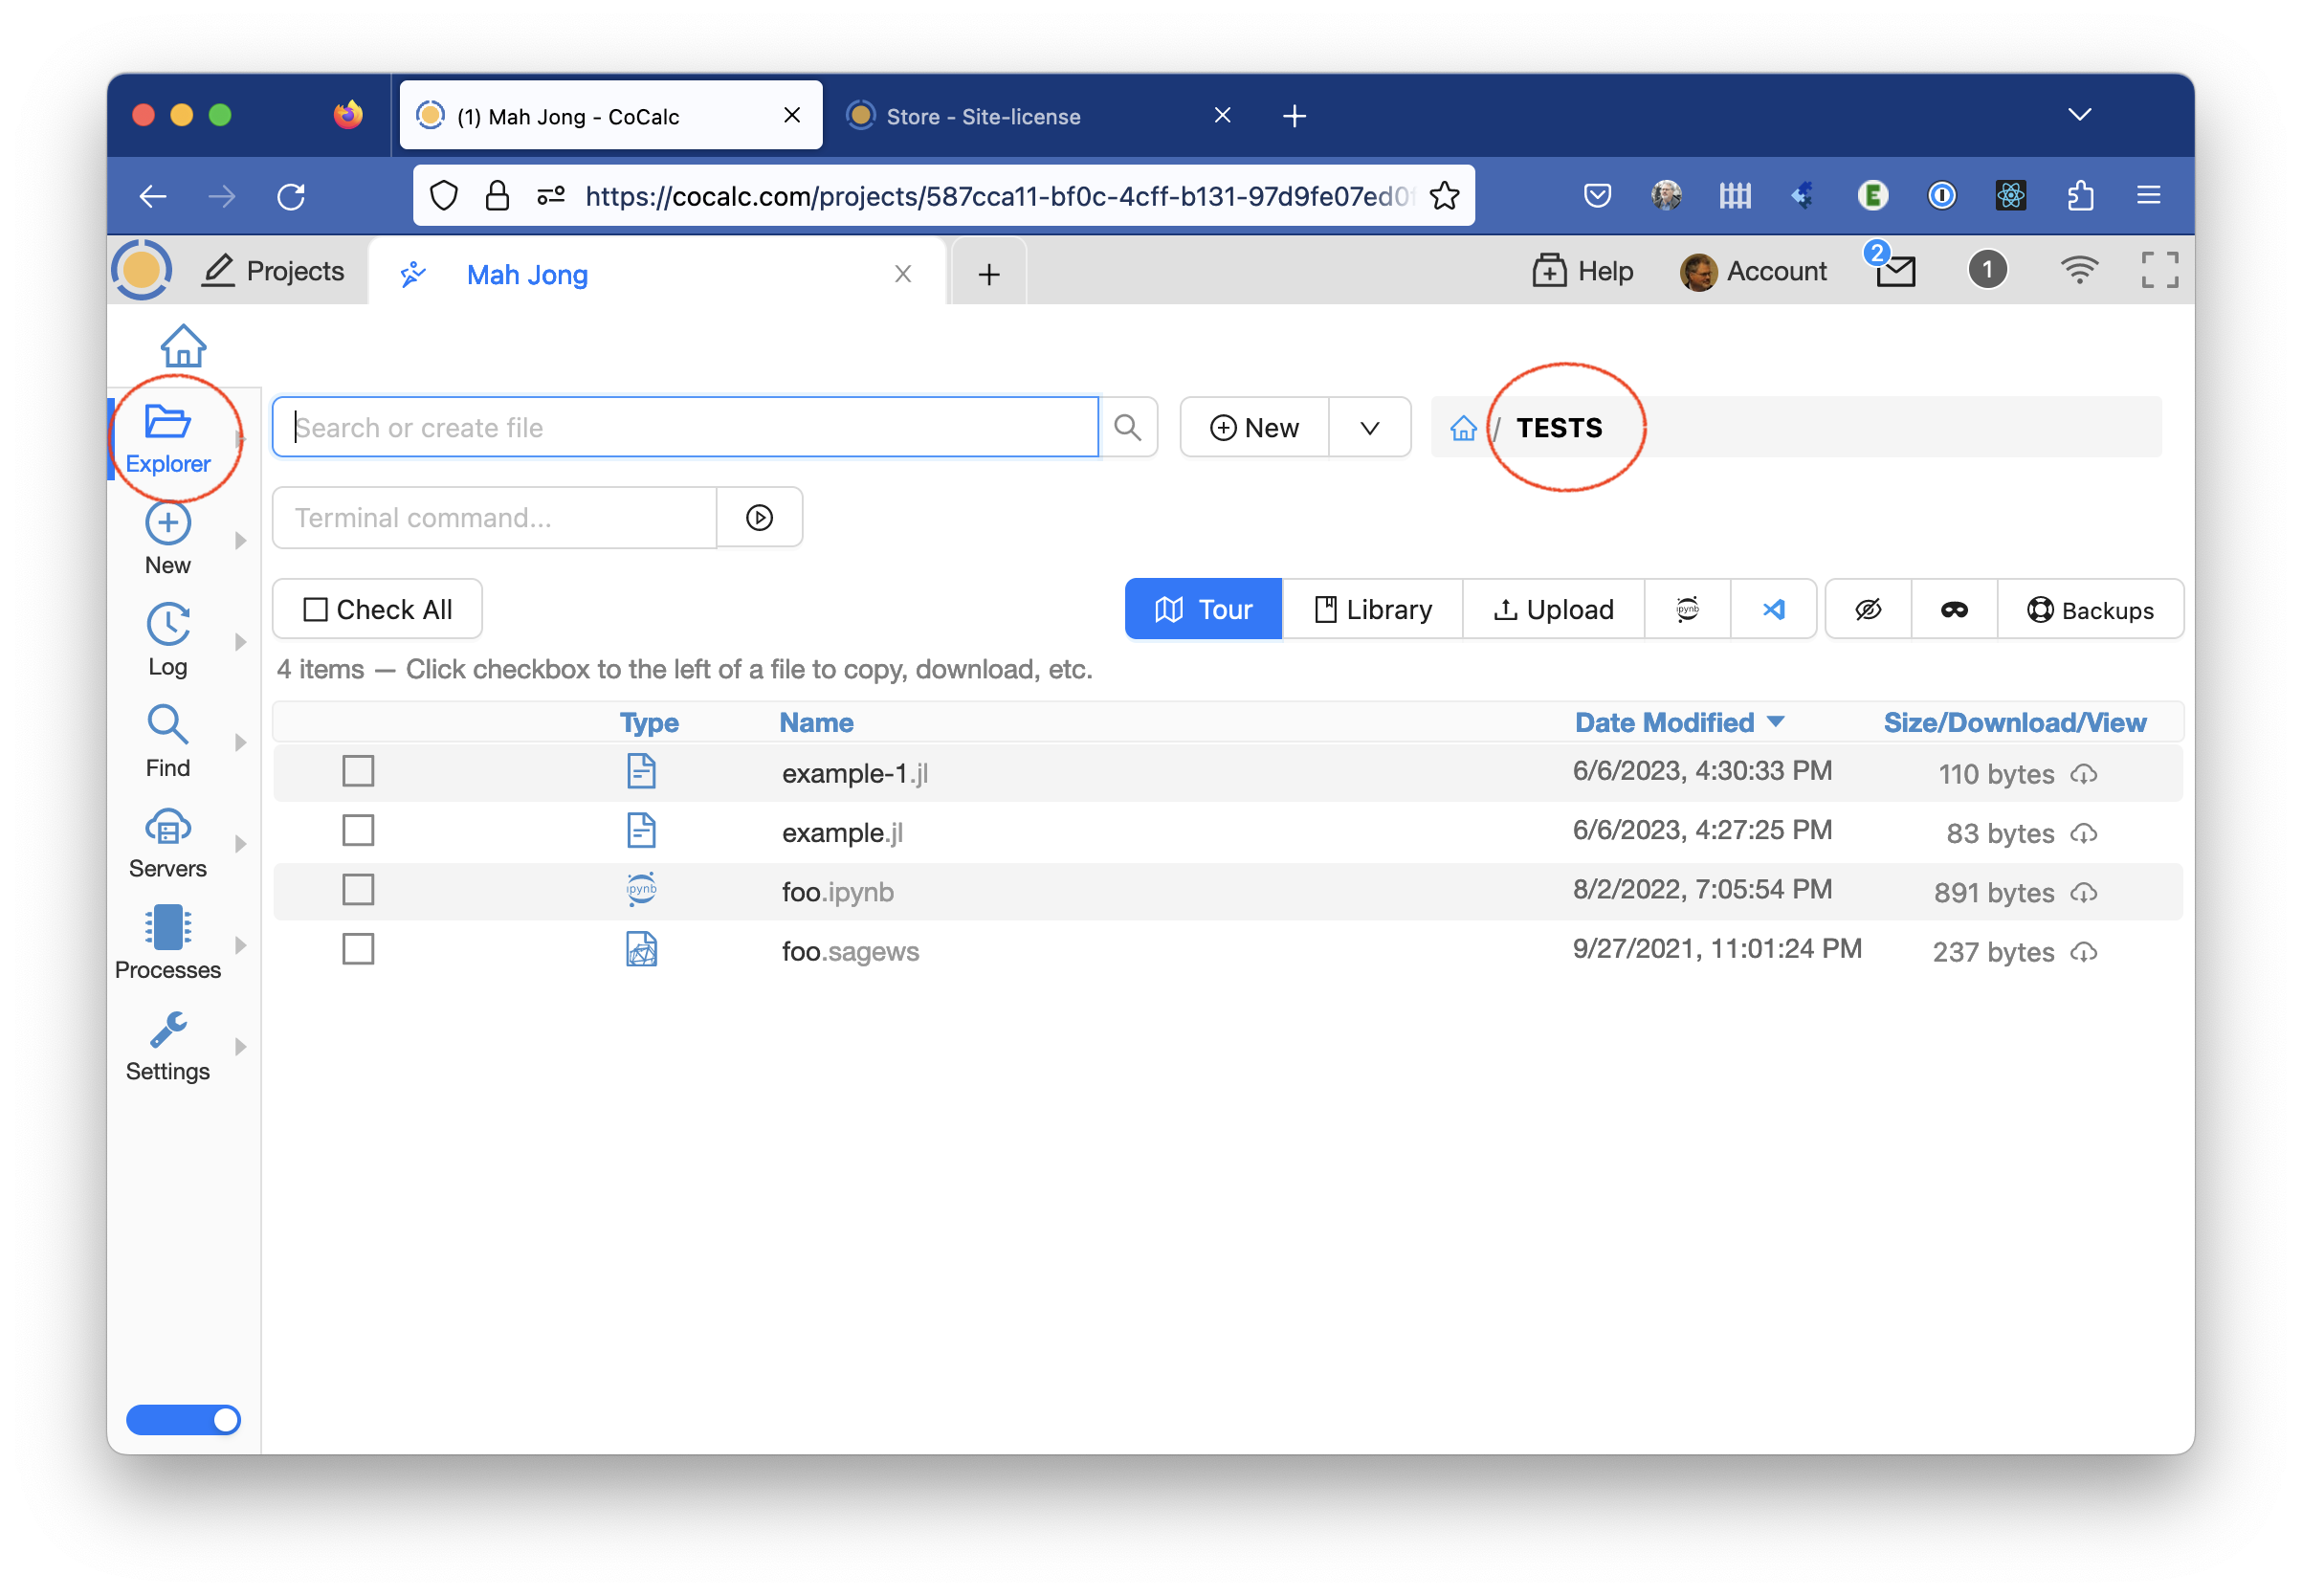 (1) Mah Jong - CoCalc
Store - Site-license
https://cocalc.com/projects/587cca11-bf0c-4cff-b131-97d9fe07ed0f
Projects
Mah Jong
Help
Account
2
1
Explorer
Search or create file
New
/ TESTS
Terminal command...
New
Check All
Tour
Library
Upload
ipynb
Backups
Log
4 items — Click checkbox to the left of a file to copy, download, etc.
Type Name Date Modified Size/Download/View
example-1.jl 6/6/2023, 4:30:33 PM 110 bytes
Find
example.jl 6/6/2023, 4:27:25 PM 83 bytes
Servers
ipynb foo.ipynb 8/2/2022, 7:05:54 PM 891 bytes
foo.sagews 9/27/2021, 11:01:24 PM 237 bytes
Processes
Settings